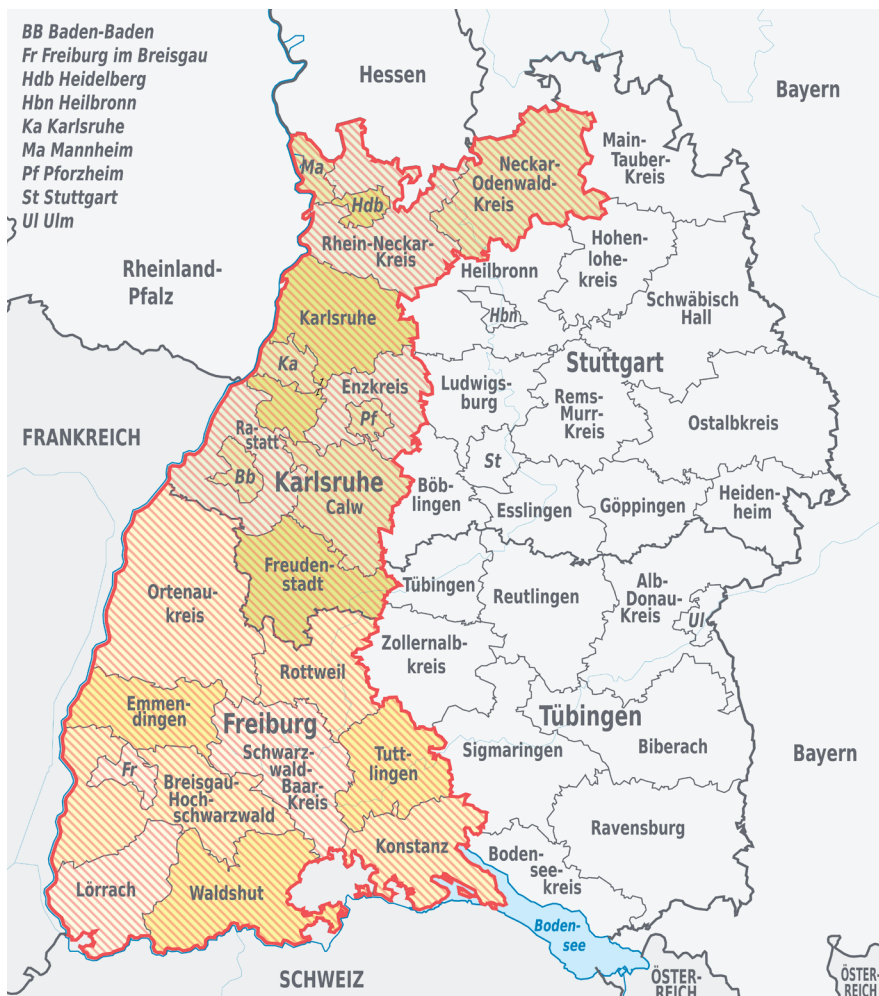 BB Baden-Baden
Fr Freiburg im Breisgau
Hdb Heidelberg
Hbn Heilbronn
Ka Karlsruhe
Ma Mannheim
Pf Pforzheim
St Stuttgart
Ul Ulm
Hessen
Bayern
Main-
Tauber-
Kreis
Ma
Neckar-
Odenwald-
Kreis
Hdb
Rhein-Neckar-
Kreis
Hohen-
lohe-
kreis
Heilbronn
Rheinland-
Pfalz
Hbn
Schwäbisch
Hall
Karlsruhe
Ka
Stuttgart
Enzkreis
Ludwigs-
burg
Rems-
Murr-
Kreis
Pf
Ostalbkreis
FRANKREICH
Ra-
statt
St
Bb
Karlsruhe
Calw
Böb-
lingen
Esslingen
Göppingen
Heiden-
heim
Freuden-
stadt
Tübingen
Reutlingen
Alb-
Donau-
Kreis
Ul
Ortenau-
kreis
Zollernalb-
kreis
Rottweil
Emmen-
dingen
Freiburg
Tübingen
Schwarz-
wald-
Baar-
Kreis
Tutt-
lingen
Sigmaringen
Biberach
Bayern
Fr
Breisgau-
Hoch-
schwarzwald
Ravensburg
Konstanz
Boden-
see-
kreis
Lörrach
Waldshut
Boden-
see
SCHWEIZ
ÖSTER-
REICH
ÖSTER-
REICH